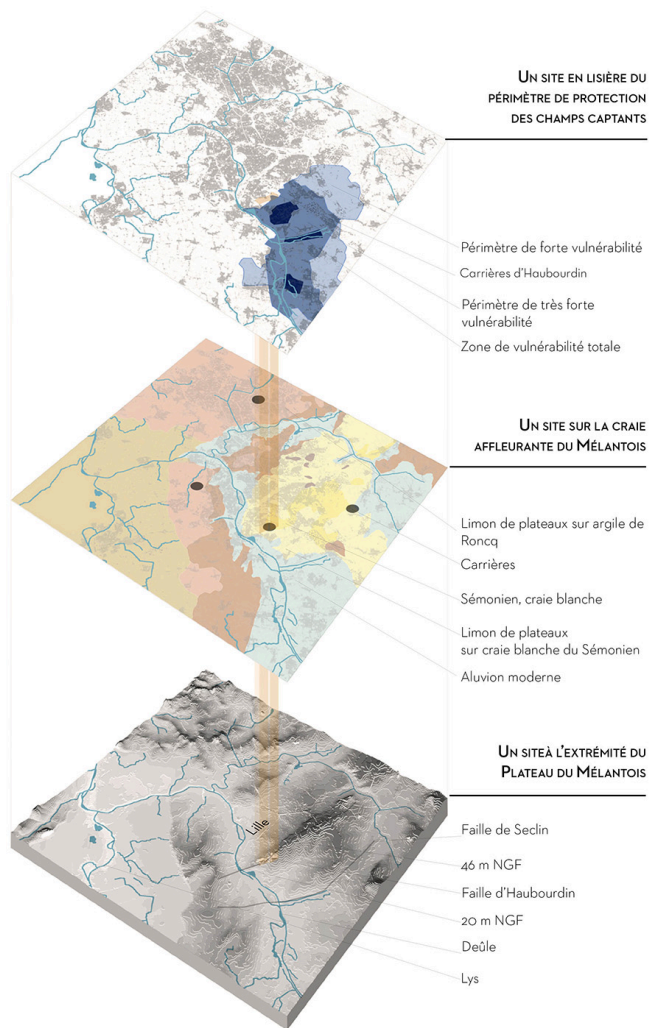 Un site en lisière du
périmètre de protection
des champs captants
Périmètre de forte vulnérabilité
Carrières d'Haubourdin
Périmètre de très forte
vulnérabilité
Zone de vulnérabilité totale
Un site sur la craie
affleurante du Mélantois
Limon de plateaux sur argile de
Roncq
Carrières
Sémonien, craie blanche
Limon de plateaux
sur craie blanche du Sémonien
Aluvion moderne
Un siteà l'extrémité du
Plateau du Mélantois
Lille
Faille de Seclin
46 m NGF
Faille d'Haubourdin
20 m NGF
Deûle
Lys